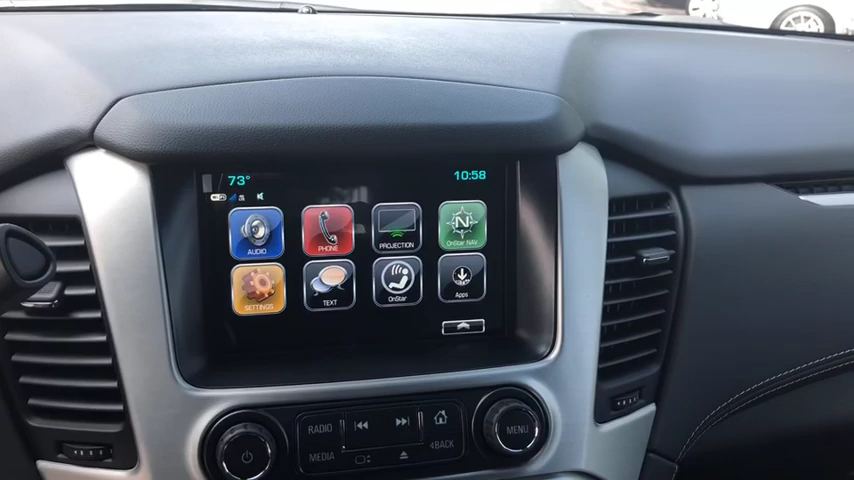 73°
10:58
AUDIO
PHONE
PROJECTION
N
OnStar NAV
SETTINGS
TEXT
OnStar
Apps
RADIO
MEDIA
<BACK
MENU